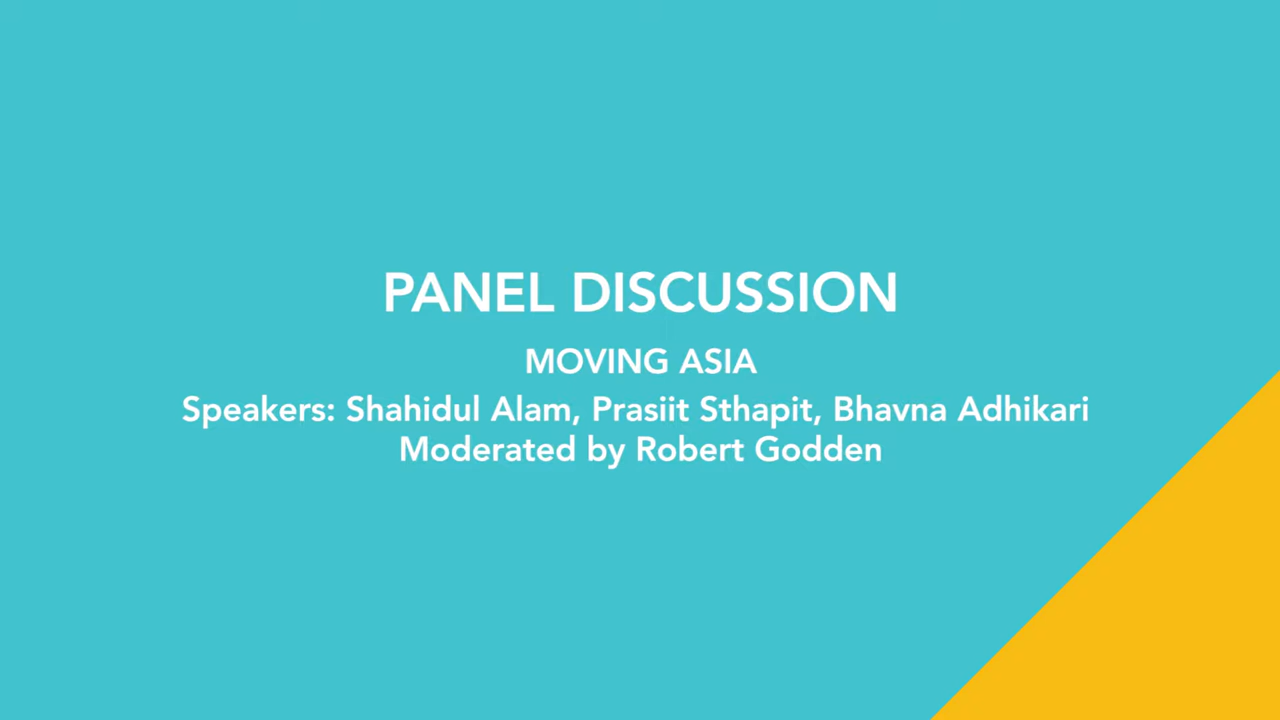 PANEL DISCUSSION
MOVING ASIA
Speakers: Shahidul Alam, Prasiit Sthapit, Bhavna Adhikari
Moderated by Robert Godden